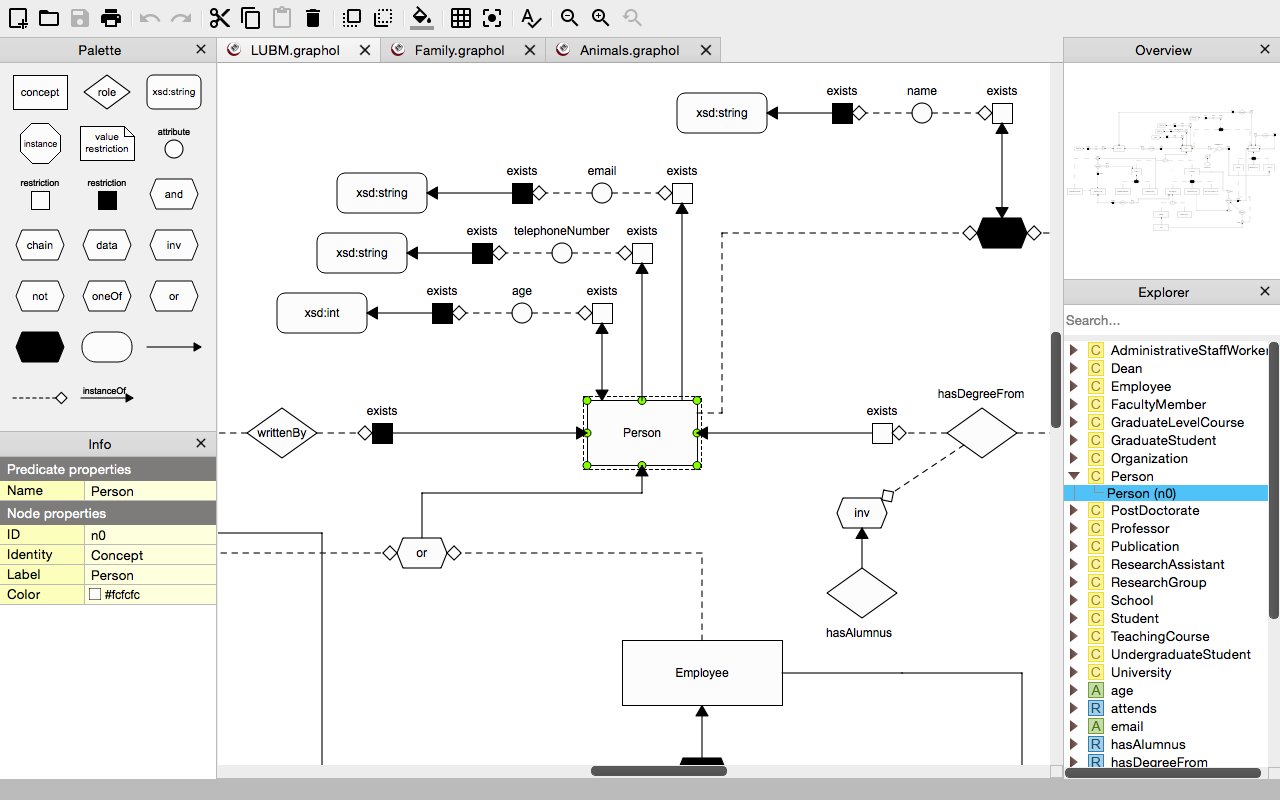 Palette
LUBM.graphol
Family.graphol
Animals.graphol
Overview
concept
role
xsd:string
instance
value
restriction
attribute
restriction
restriction
and
chain
data
inv
not
oneOf
or
instanceOf
Info
Predicate properties
Name Person
Node properties
ID n0
Identity Concept
Label Person
Color #fcfcfc
exists name exists
xsd:string
exists email exists
xsd:string
exists telephoneNumber exists
xsd:string
exists age exists
xsd:int
hasDegreeFrom
exists
exists
writtenBy
Person
inv
or
hasAlumnus
Employee
Explorer
Search...
C AdministrativeStaffWorker
C Dean
C Employee
C FacultyMember
C GraduateLevelCourse
C GraduateStudent
C Organization
C Person
Person (n0)
C PostDoctorate
C Professor
C Publication
C ResearchAssistant
C ResearchGroup
C School
C Student
C TeachingCourse
C UndergraduateStudent
C University
A age
R attends
A email
R hasAlumnus
R hasDegreeFrom